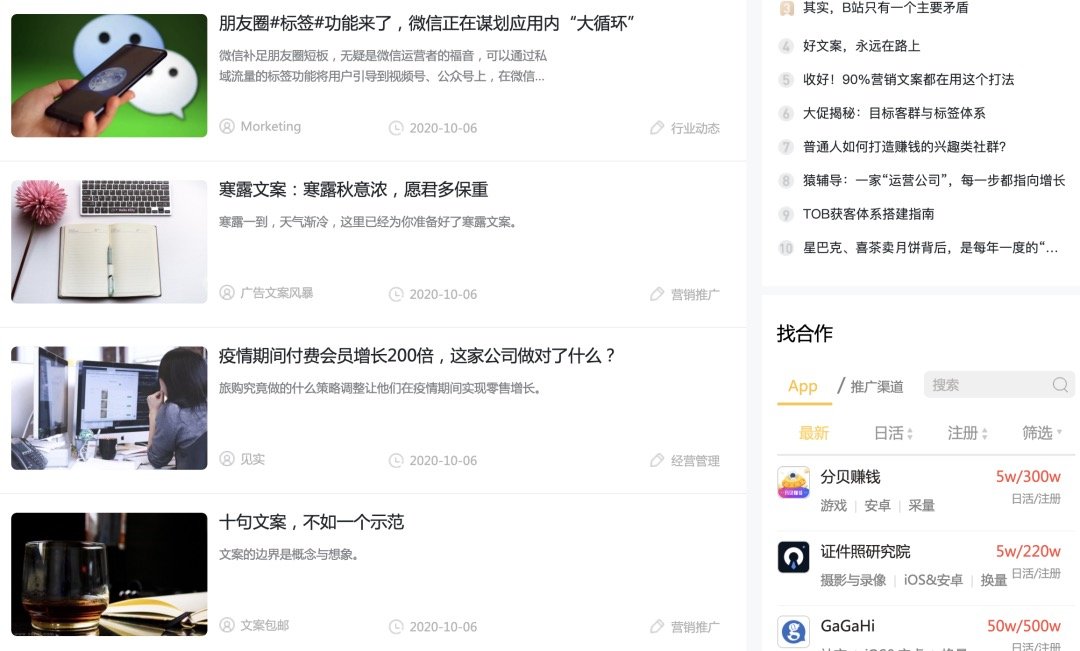 朋友圈#标签#功能来了，微信正在谋划应用内“大循环”
微信补足朋友圈短板，无疑是微信运营者的福音，可以通过私
域流量的标签功能将用户引导到视频号、公众号上，在微信...
Morketing
2020-10-06
行业动态
寒露文案：寒露秋意浓，愿君多保重
寒露一到，天气渐冷，这里已经为你准备好了寒露文案。
广告文案风暴
2020-10-06
营销推广
疫情期间付费会员增长200倍，这家公司做对了什么？
旅购究竟做的什么策略调整让他们在疫情期间实现零售增长。
见实
2020-10-06
经营管理
十句文案，不如一个示范
文案的边界是概念与想象。
文案包邮
2020-10-06
营销推广
3 其实，B站只有一个主要矛盾
4 好文案，永远在路上
5 收好！90%营销文案都在用这个打法
6 大促揭秘：目标客群与标签体系
7 普通人如何打造赚钱的兴趣类社群?
8 猿辅导：一家“运营公司”，每一步都指向增长
9 TOB获客体系搭建指南
10 星巴克、喜茶卖月饼背后，是每年一度的“...
找合作
App / 推广渠道 搜索
最新 日活 注册 筛选
分贝赚钱 5w/300w
游戏 | 安卓 | 采量 日活/注册
证件照研究院 5w/220w
摄影与录像 | iOS&安卓 | 换量 日活/注册
GaGaHi 50w/500w